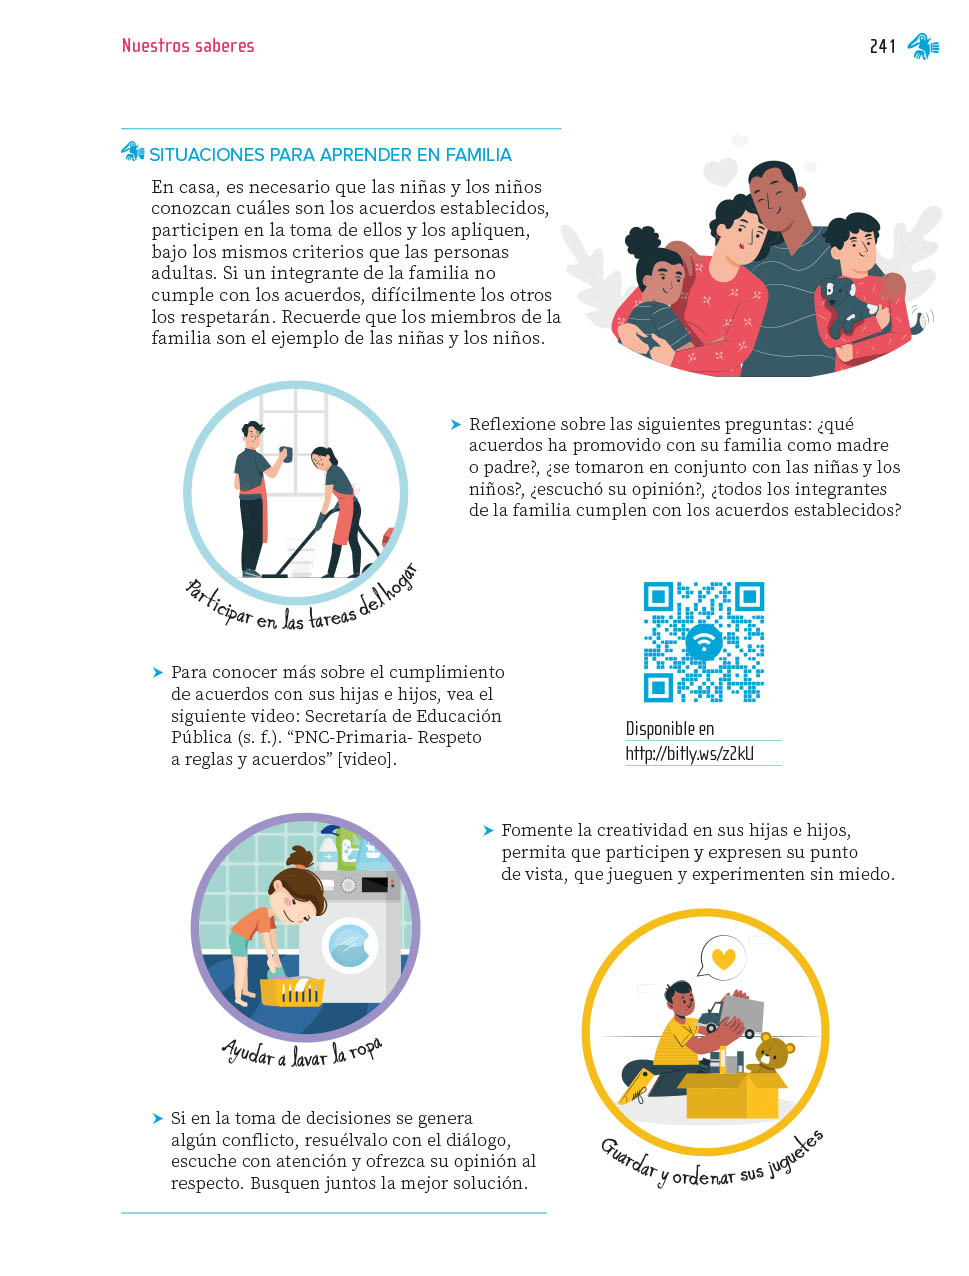 Nuestros saberes
241
SITUACIONES PARA APRENDER EN FAMILIA
En casa, es necesario que las niñas y los niños
conozcan cuáles son los acuerdos establecidos,
participen en la toma de ellos y los apliquen,
bajo los mismos criterios que las personas
adultas. Si un integrante de la familia no
cumple con los acuerdos, difícilmente los otros
los respetarán. Recuerde que los miembros de la
familia son el ejemplo de las niñas y los niños.
➤ Reflexione sobre las siguientes preguntas: ¿qué
acuerdos ha promovido con su familia como madre
o padre?, ¿se tomaron en conjunto con las niñas y los
niños?, ¿escuchó su opinión?, ¿todos los integrantes
de la familia cumplen con los acuerdos establecidos?
Participar en las tareas del hogar
➤ Para conocer más sobre el cumplimiento
de acuerdos con sus hijas e hijos, vea el
siguiente video: Secretaría de Educación
Pública (s. f.). “PNC-Primaria- Respeto
a reglas y acuerdos” [video].
Disponible en
http://bitly.ws/z2kU
➤ Fomente la creatividad en sus hijas e hijos,
permita que participen y expresen su punto
de vista, que jueguen y experimenten sin miedo.
Ayudar a lavar la ropa
➤ Si en la toma de decisiones se genera
algún conflicto, resuélvalo con el diálogo,
escuche con atención y ofrezca su opinión al
respecto. Busquen juntos la mejor solución.
Guardar y ordenar sus juguetes